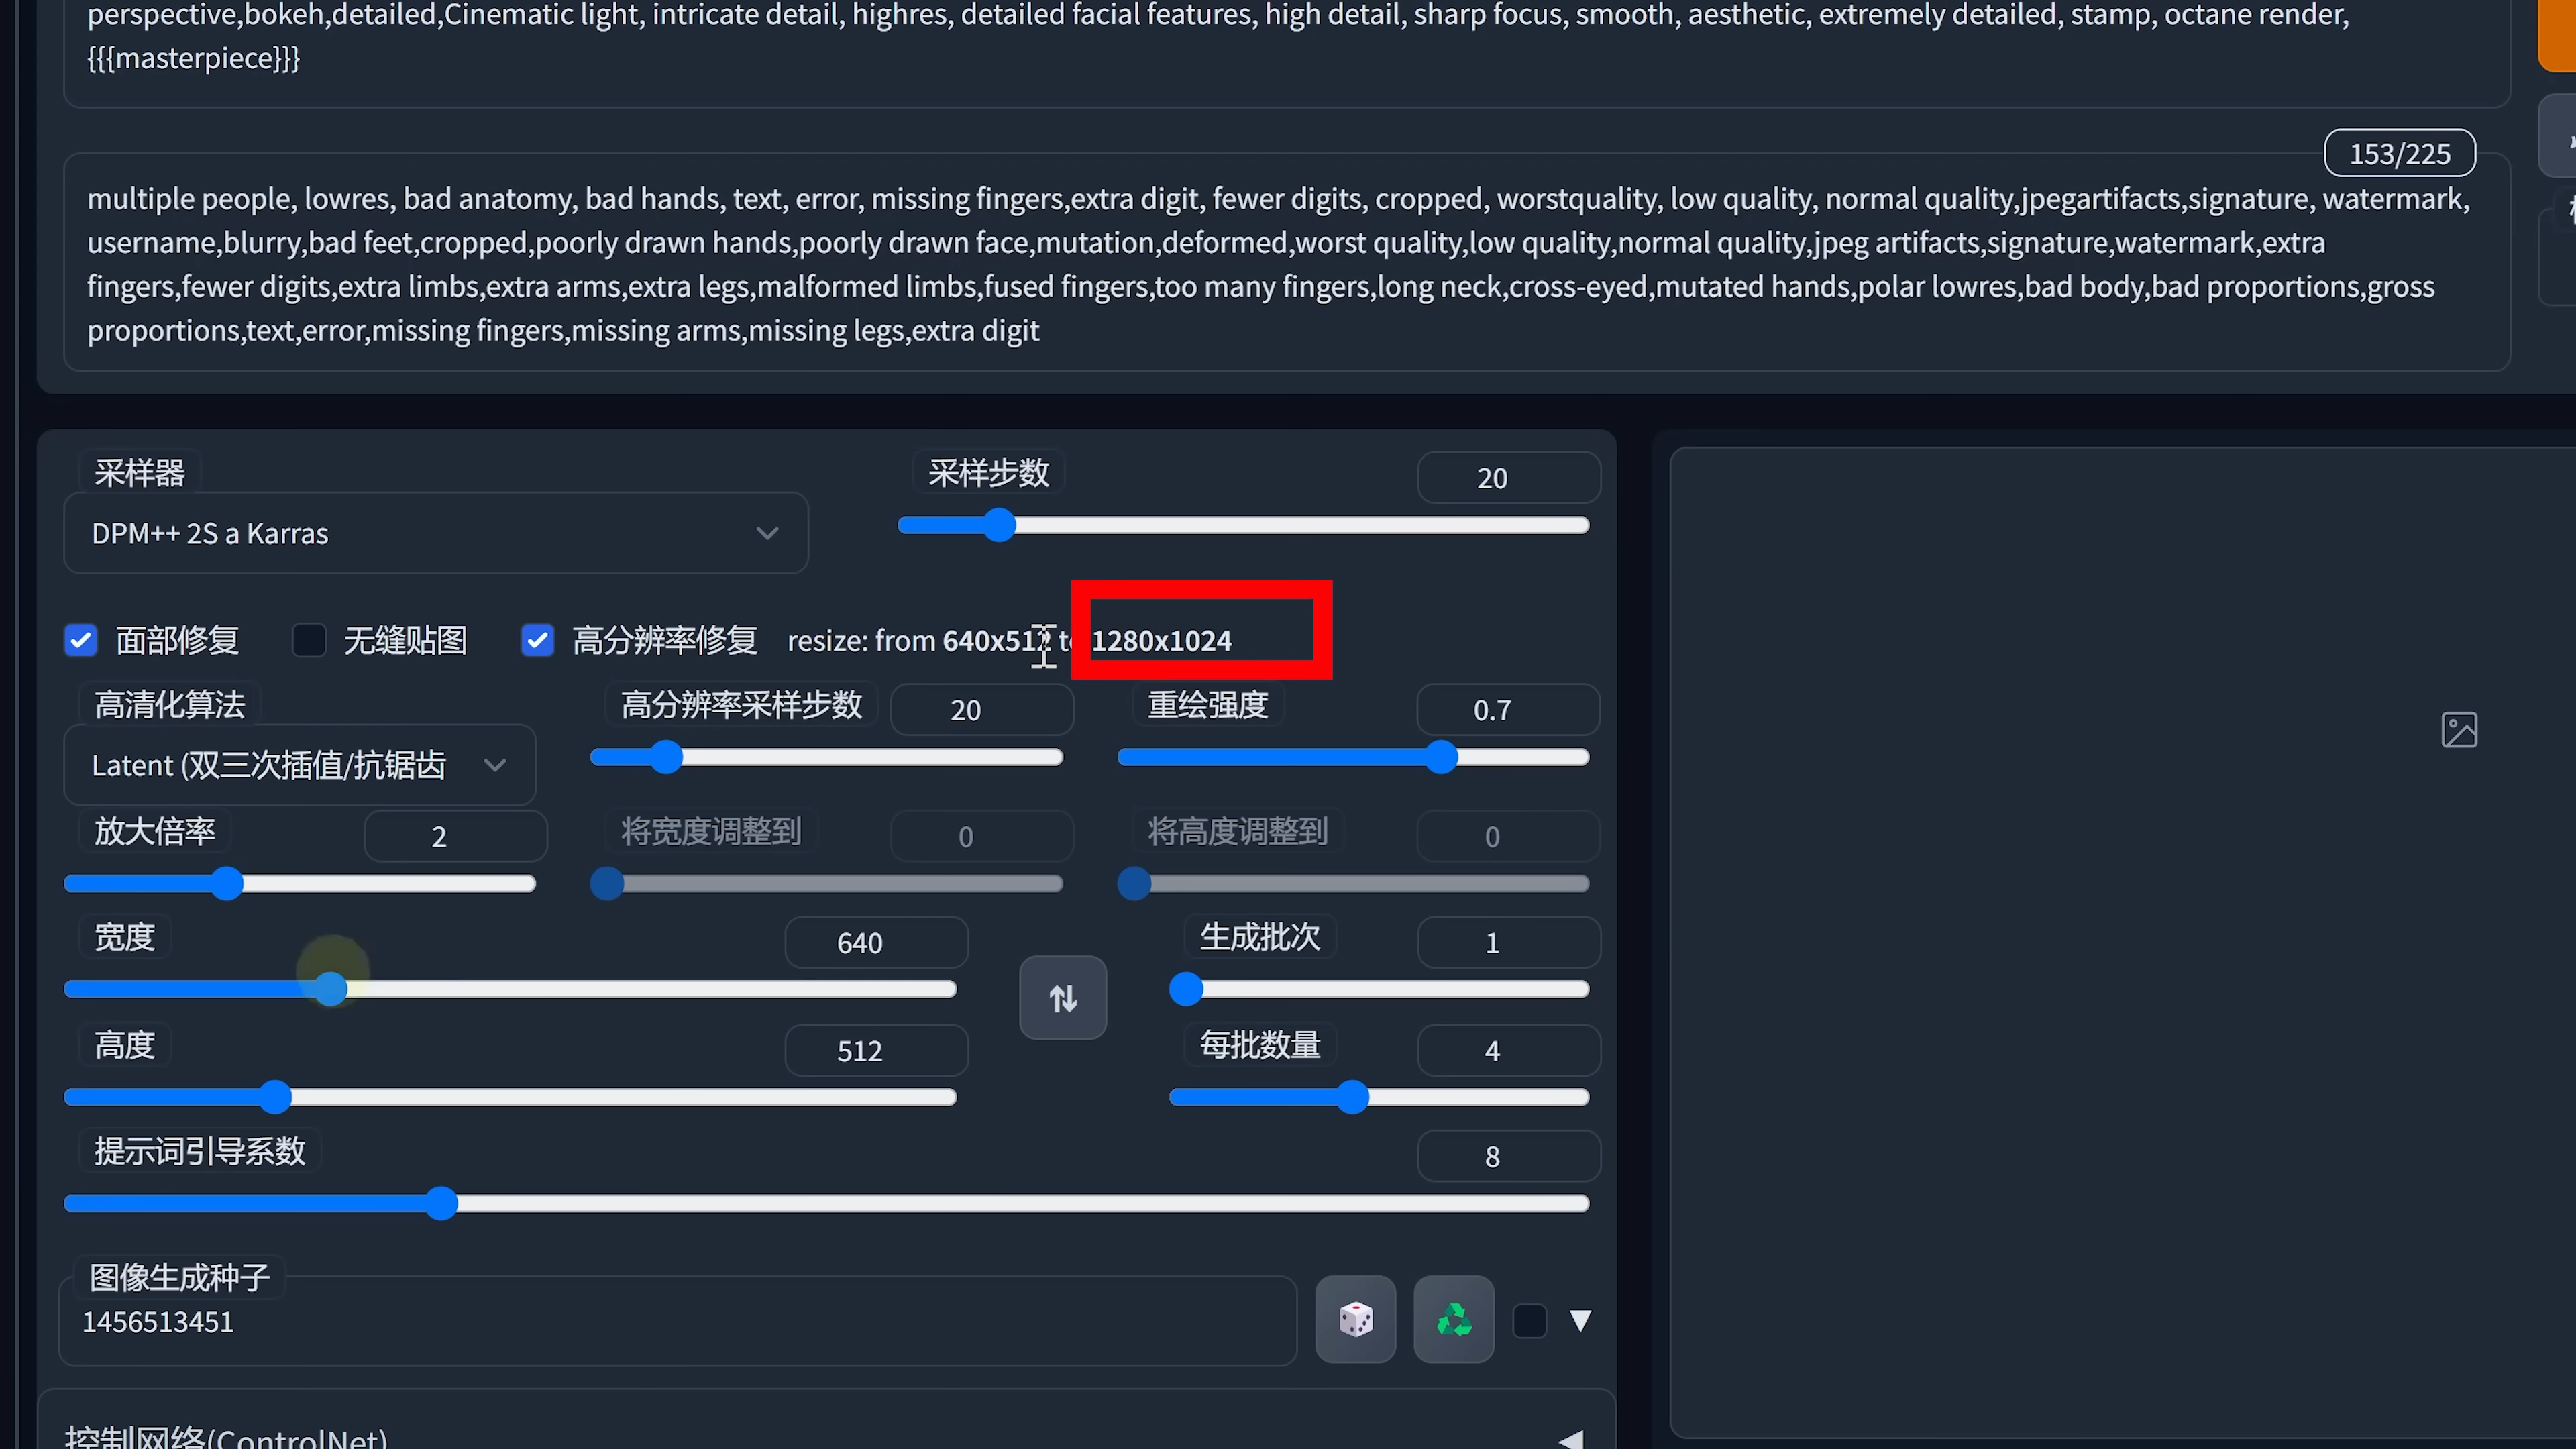 perspective,bokeh,detailed,Cinematic light, intricate detail, highres, detailed facial features, high detail, sharp focus, smooth, aesthetic, extremely detailed, stamp, octane render,
{{{masterpiece}}}
153/225
multiple people, lowres, bad anatomy, bad hands, text, error, missing fingers,extra digit, fewer digits, cropped, worstquality, low quality, normal quality,jpegartifacts,signature, watermark,
username,blurry,bad feet,cropped,poorly drawn hands,poorly drawn face,mutation,deformed,worst quality,low quality,normal quality,jpeg artifacts,signature,watermark,extra
fingers,fewer digits,extra limbs,extra arms,extra legs,malformed limbs,fused fingers,too many fingers,long neck,cross-eyed,mutated hands,polar lowres,bad body,bad proportions,gross
proportions,text,error,missing fingers,missing arms,missing legs,extra digit
采样器 采样步数 20
DPM++ 2S a Karras
面部修复 无缝贴图 高分辨率修复 resize: from 640x512 to 1280x1024
高清化算法 高分辨率采样步数 20 重绘强度 0.7
Latent (双三次插值/抗锯齿
放大倍率 2 将宽度调整到 0 将高度调整到 0
宽度 640 生成批次 1
高度 512 每批数量 4
提示词引导系数 8
图像生成种子
1456513451
控制网络(ControlNet)